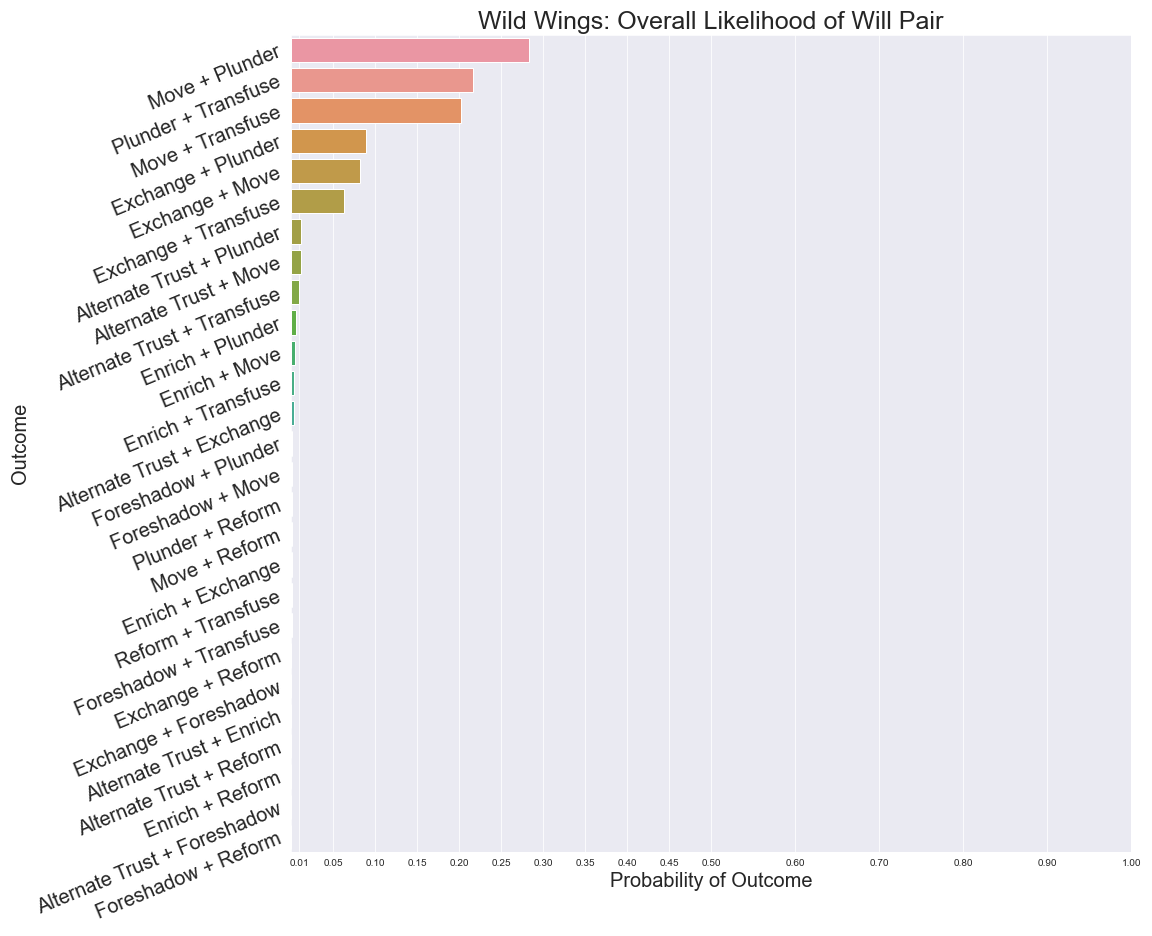 Wild Wings: Overall Likelihood of Will Pair
Move + Plunder
Plunder + Transfuse
Move + Transfuse
Exchange + Plunder
Exchange + Move
Exchange + Transfuse
Alternate Trust + Plunder
Alternate Trust + Move
Alternate Trust + Transfuse
Enrich + Plunder
Enrich + Move
Enrich + Transfuse
Alternate Trust + Exchange
Foreshadow + Plunder
Foreshadow + Move
Plunder + Reform
Move + Reform
Enrich + Exchange
Reform + Transfuse
Foreshadow + Transfuse
Exchange + Reform
Exchange + Foreshadow
Alternate Trust + Enrich
Alternate Trust + Reform
Enrich + Reform
Alternate Trust + Foreshadow
Foreshadow + Reform
Outcome
0.01 0.05 0.10 0.15 0.20 0.25 0.30 0.35 0.40 0.45 0.50 0.60 0.70 0.80 0.90 1.00
Probability of Outcome